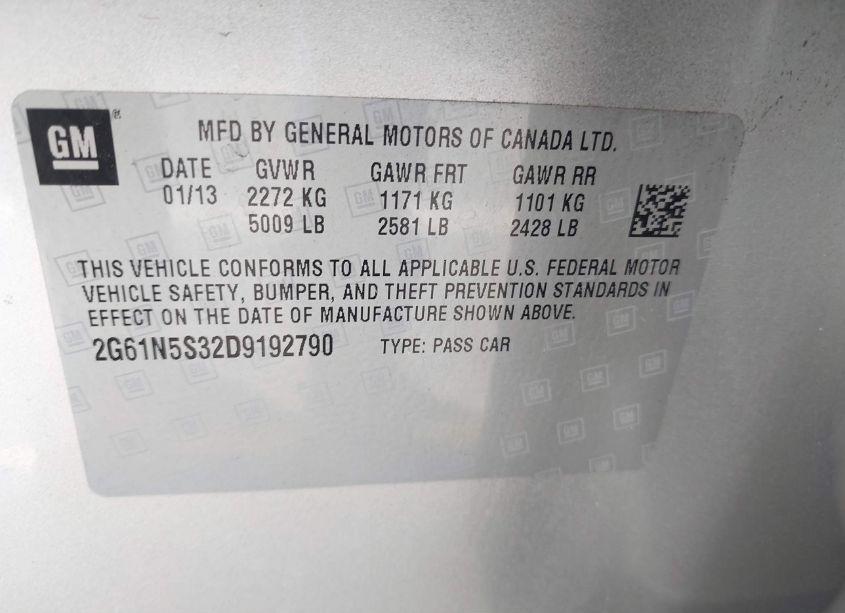 GM ®
MFD BY GENERAL MOTORS OF CANADA LTD.
DATE GVWR GAWR FRT GAWR RR
01/13 2272 KG 1171 KG 1101 KG
5009 LB 2581 LB 2428 LB
THIS VEHICLE CONFORMS TO ALL APPLICABLE U.S. FEDERAL MOTOR
VEHICLE SAFETY, BUMPER, AND THEFT PREVENTION STANDARDS IN
EFFECT ON THE DATE OF MANUFACTURE SHOWN ABOVE.
2G61N5S32D9192790 TYPE: PASS CAR